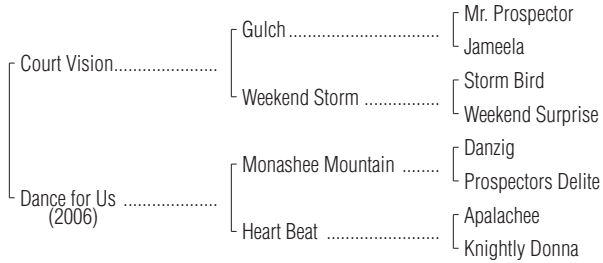 Mr. Prospector
Gulch................................
Jameela
Court Vision......................
Storm Bird
Weekend Storm ................
Weekend Surprise
Danzig
Monashee Mountain ........
Prospectors Delite
Dance for Us ....................
(2006)
Apalachee
Heart Beat ........................
Knightly Donna